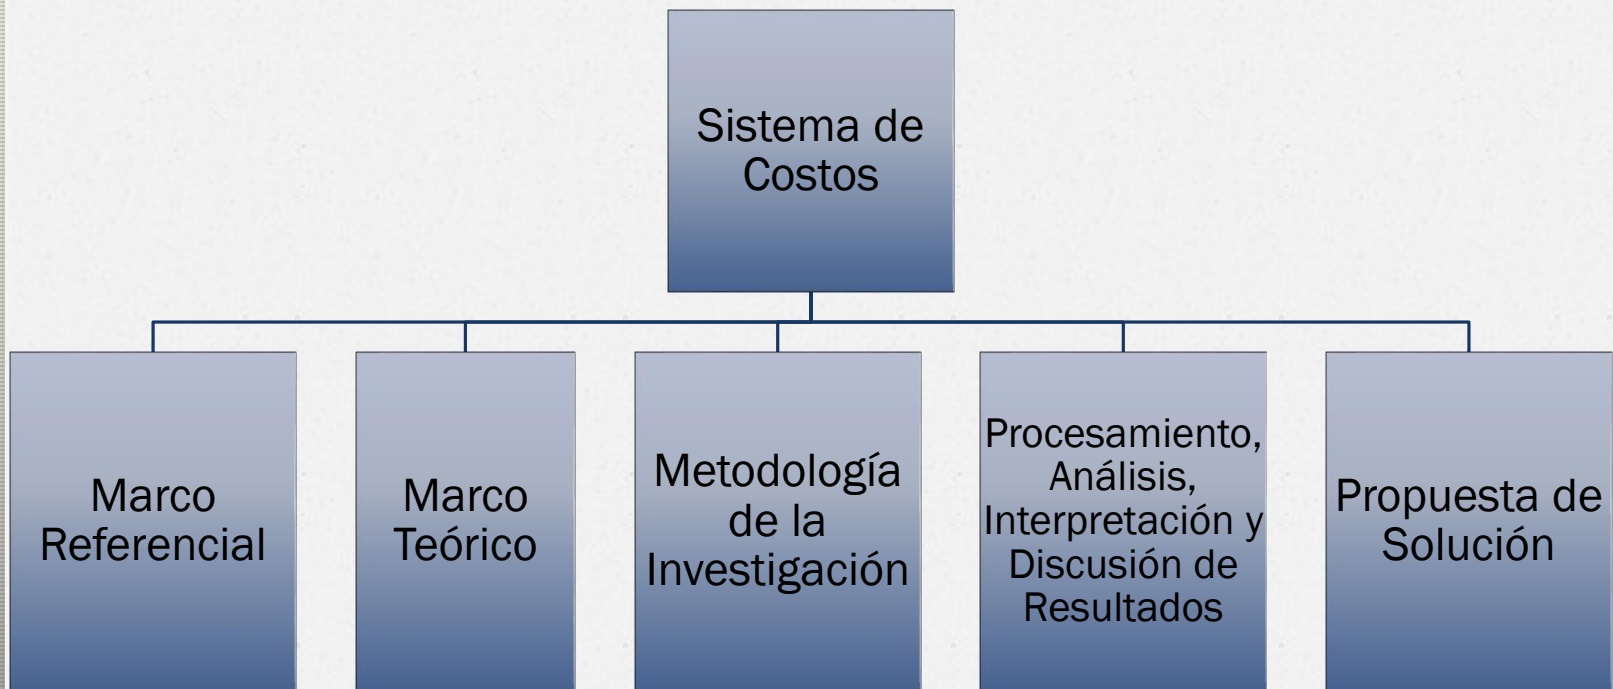 Sistema de
Costos
Marco
Referencial
Marco
Teórico
Metodología
de la
Investigación
Procesamiento,
Análisis,
Interpretación y
Discusión de
Resultados
Propuesta de
Solución